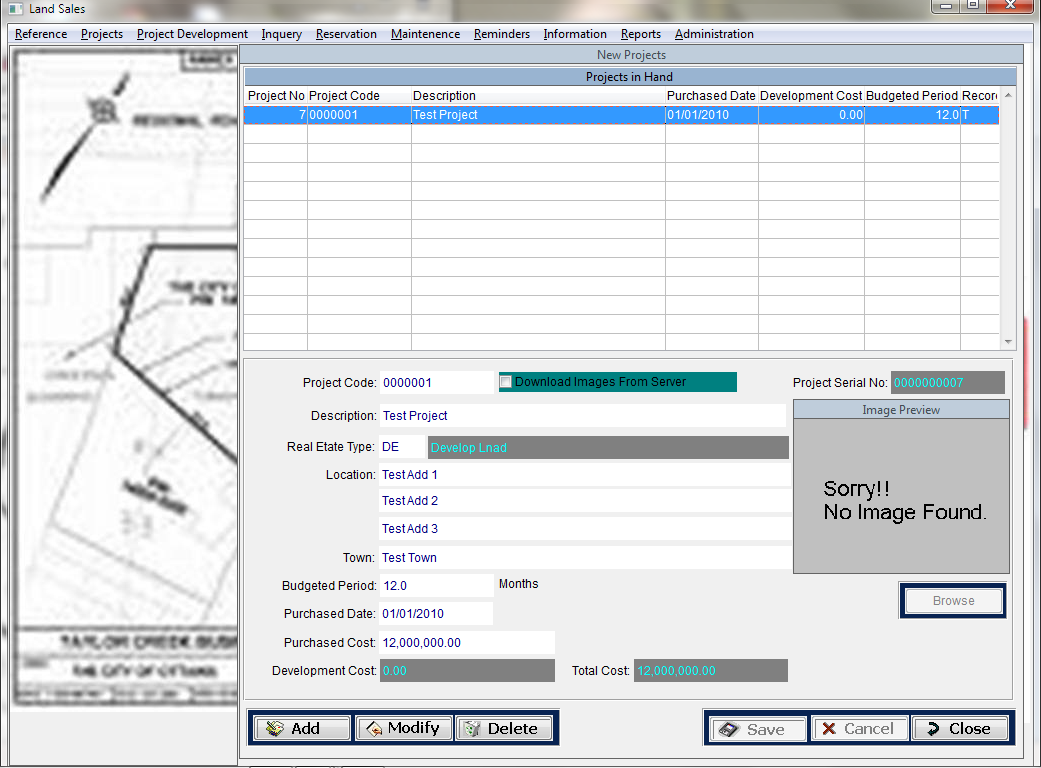 Land Sales
Reference Projects Project Development Inquery Reservation Maintenence Reminders Information Reports Administration
New Projects
Projects in Hand
Project No Project Code Description Purchased Date Development Cost Budgeted Period Recor
7 0000001 Test Project 01/01/2010 0.00 12.0 T
Project Code: 0000001 Download Images From Server Project Serial No: 0000000007
Description: Test Project
Image Preview
Real Etate Type: DE Develop Lnad
Location: Test Add 1
Sorry!!
Test Add 2
No Image Found.
Test Add 3
Town: Test Town
Budgeted Period: 12.0 Months
Browse
Purchased Date: 01/01/2010
Purchased Cost: 12,000,000.00
Development Cost: 0.00 Total Cost: 12,000,000.00
Add Modify Delete Save Cancel Close
TAYLOR CREEK
THE CITY OF OTTAWA